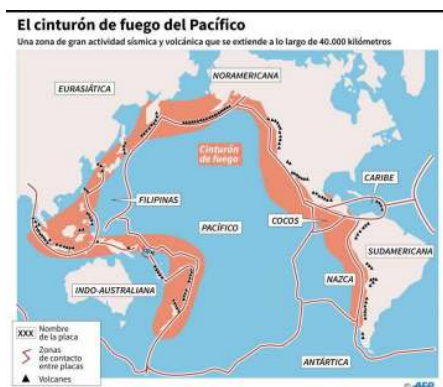 El cinturón de fuego del Pacífico
Una zona de gran actividad sísmica y volcánica que se extiende a lo largo de 40.000 kilómetros
NORAMERICANA
EURASIÁTICA
Cinturón
de fuego
CARIBE
FILIPINAS
PACÍFICO
COCOS
SUDAMERICANA
NAZCA
INDO-AUSTRALIANA
ANTÁRTICA
XXX Nombre
de la placa
Zonas
de contacto
entre placas
Volcanes
© AFP